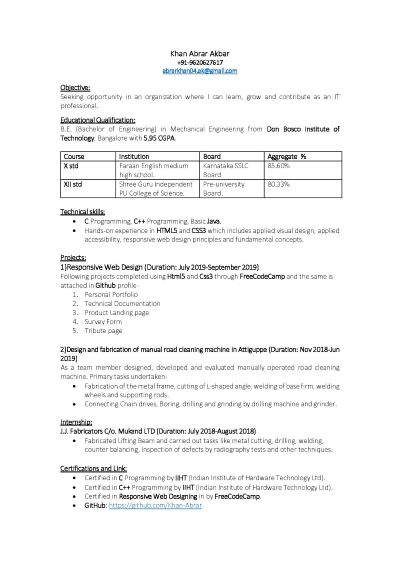 Khan Abrar Akbar
+91-9620627617
abrarkhan04.ak@gmail.com
Objective:
Seeking opportunity in an organization where I can learn, grow and contribute as an IT
professional.
Educational Qualification:
B.E. (Bachelor of Engineering) in Mechanical Engineering from Don Bosco Institute of
Technology, Bangalore with 5.95 CGPA.
Course Institution Board Aggregate %
X std Faraan English medium high school. Karnataka SSLC Board 85.60%
XII std Shree Guru Independent PU College of Science. Pre-university Board. 80.33%
Technical skills:
• C Programming, C++ Programming, Basic Java.
• Hands-on experience in HTML5 and CSS3 which includes applied visual design, applied
accessibility, responsive web design principles and fundamental concepts.
Projects:
1)Responsive Web Design (Duration: July 2019-September 2019)
Following projects completed using Html5 and Css3 through FreeCodeCamp and the same is
attached in Github profile-
1. Personal Portfolio
2. Technical Documentation
3. Product Landing page
4. Survey Form
5. Tribute page
2)Design and fabrication of manual road cleaning machine in Attiguppe (Duration: Nov 2018-Jun
2019)
As a team member designed, developed and evaluated manually operated road cleaning
machine. Primary tasks undertaken-
• Fabrication of the metal frame, cutting of L-shaped angle, welding of base firm, welding
wheels and supporting rods.
• Connecting Chain drives, Boring, drilling and grinding by drilling machine and grinder.
Internship:
J.J. Fabricators C/o. Mukand LTD (Duration: July 2018-August 2018)
• Fabricated Lifting Beam and carried out tasks like metal cutting, drilling, welding,
counter balancing, inspection of defects by radiography tests and other techniques.
Certifications and Link:
• Certified in C Programming by IIHT (Indian Institute of Hardware Technology Ltd).
• Certified in C++ Programming by IIHT (Indian Institute of Hardware Technology Ltd).
• Certified in Responsive Web Designing in by FreeCodeCamp.
• GitHub: https://github.com/Khan-Abrar